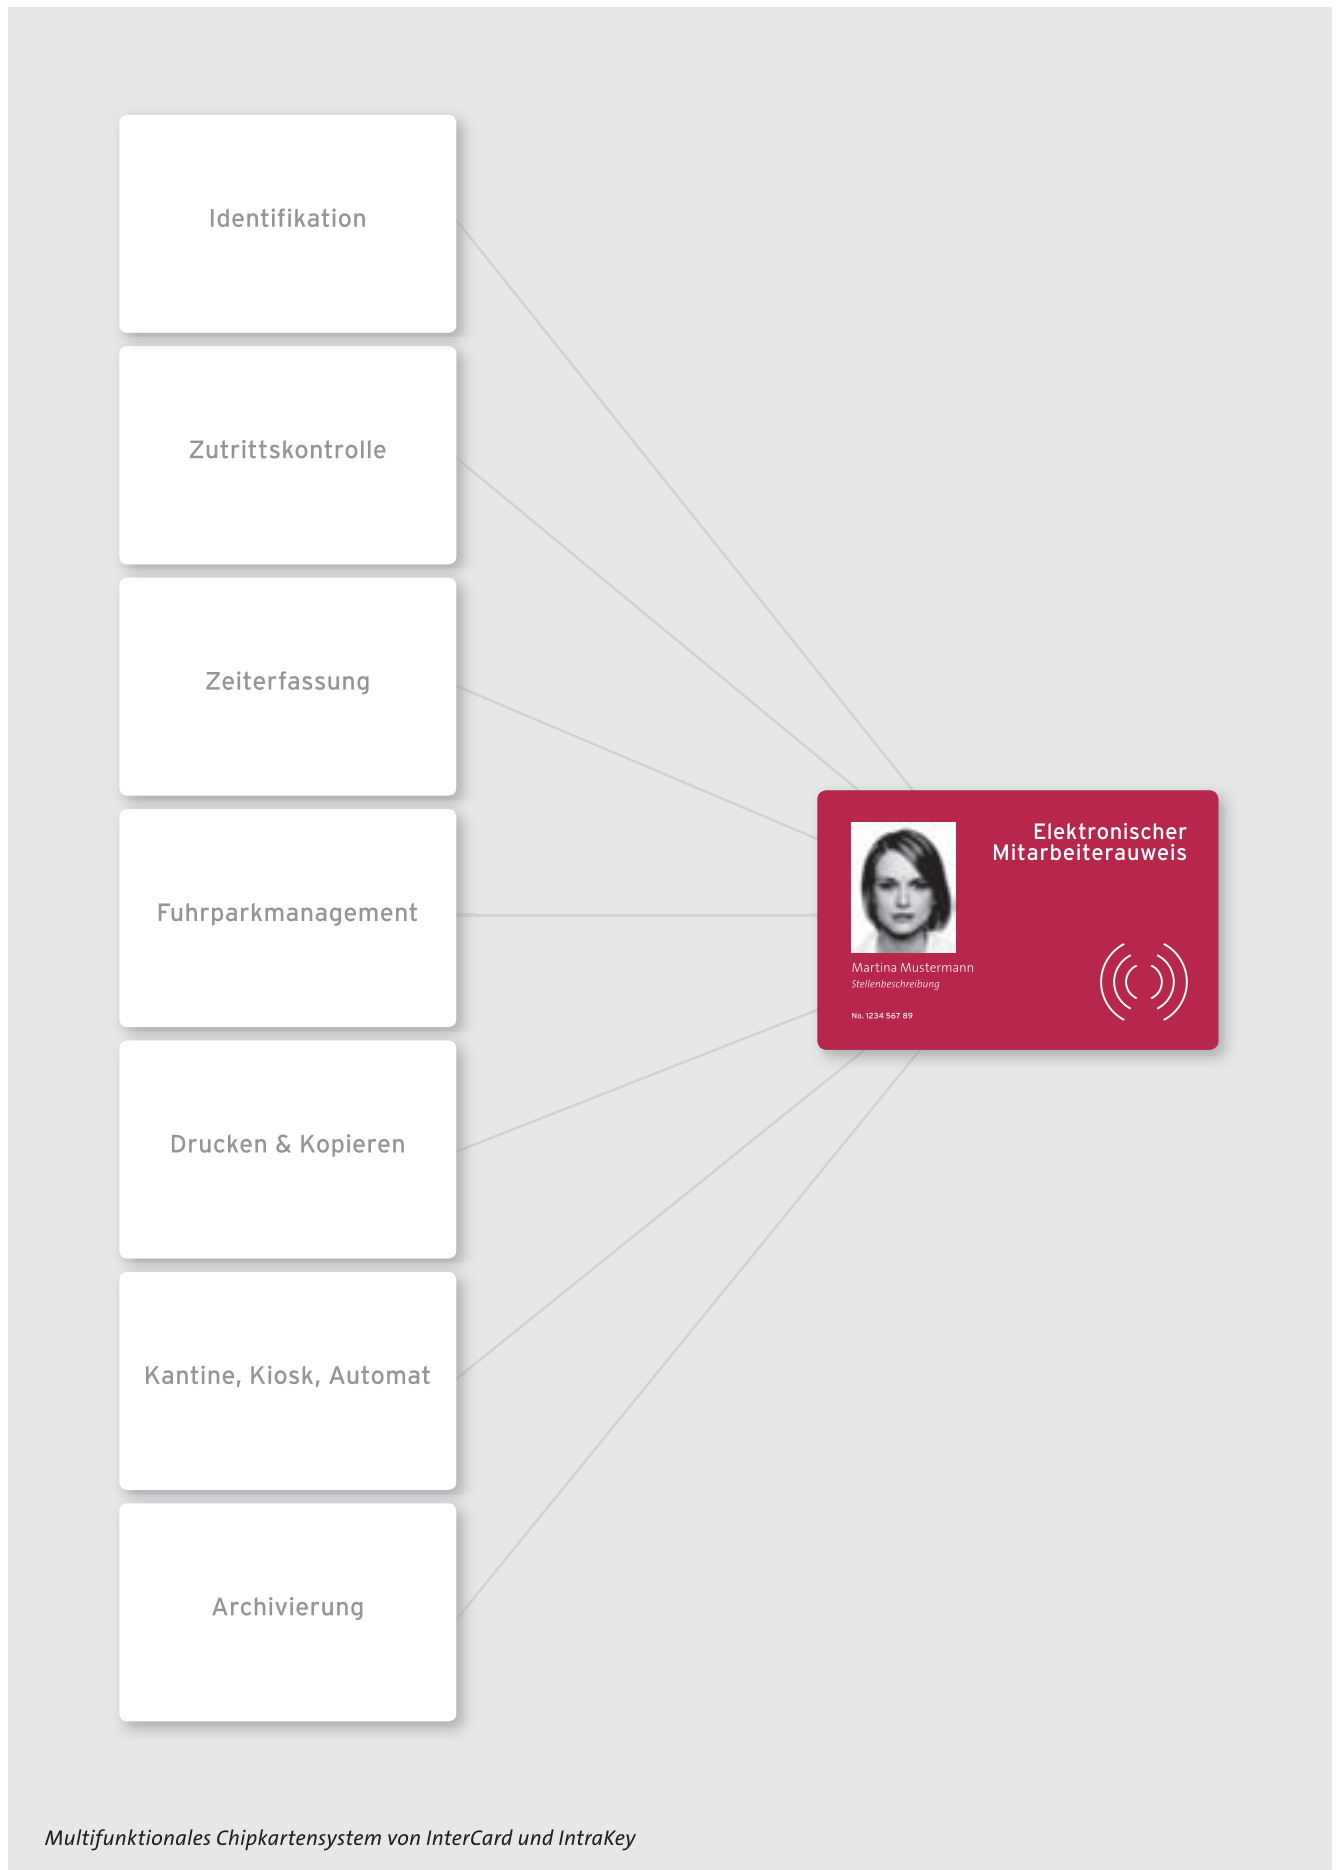 Identifikation
Zutrittskontrolle
Zeiterfassung
Fuhrparkmanagement
Drucken & Kopieren
Kantine, Kiosk, Automat
Archivierung
Elektronischer
Mitarbeiterauweis
Martina Mustermann
Stellenbeschreibung
No. 1234 567 89
Multifunktionales Chipkartensystem von InterCard und IntraKey